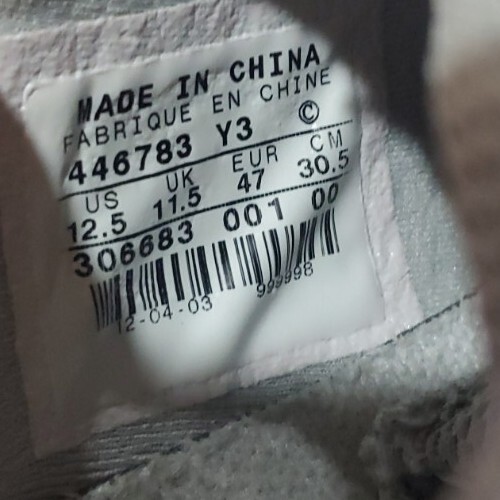 MADE IN CHINA
FABRIQUE EN CHINE
446783 Y3 ©
US UK EUR CM
12.5 11.5 47 30.5
306683 001 00
12-04-03 999998